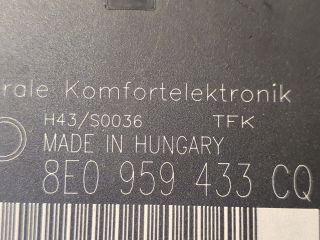 rale Komfortelektronik
H43/S0036 TFK
MADE IN HUNGARY
8E0 959 433 CQ